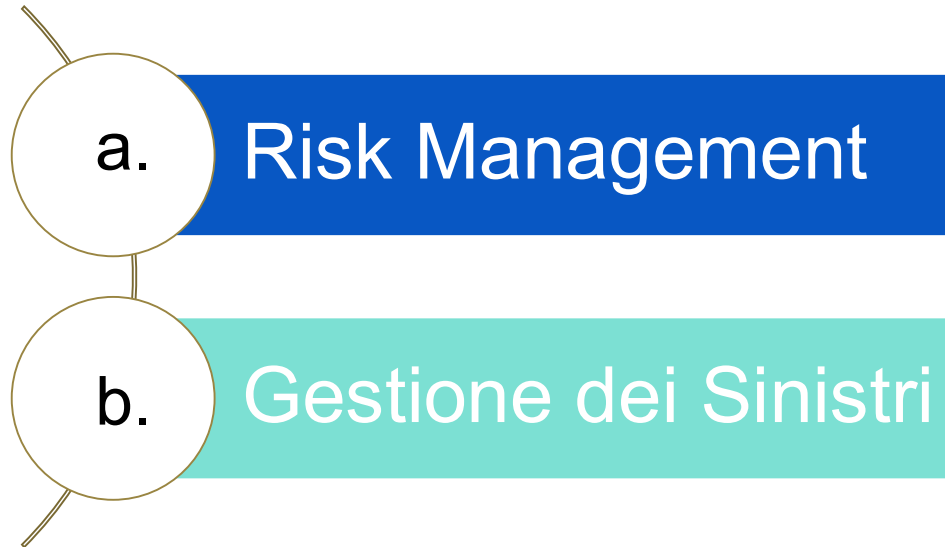 a. Risk Management
b. Gestione dei Sinistri